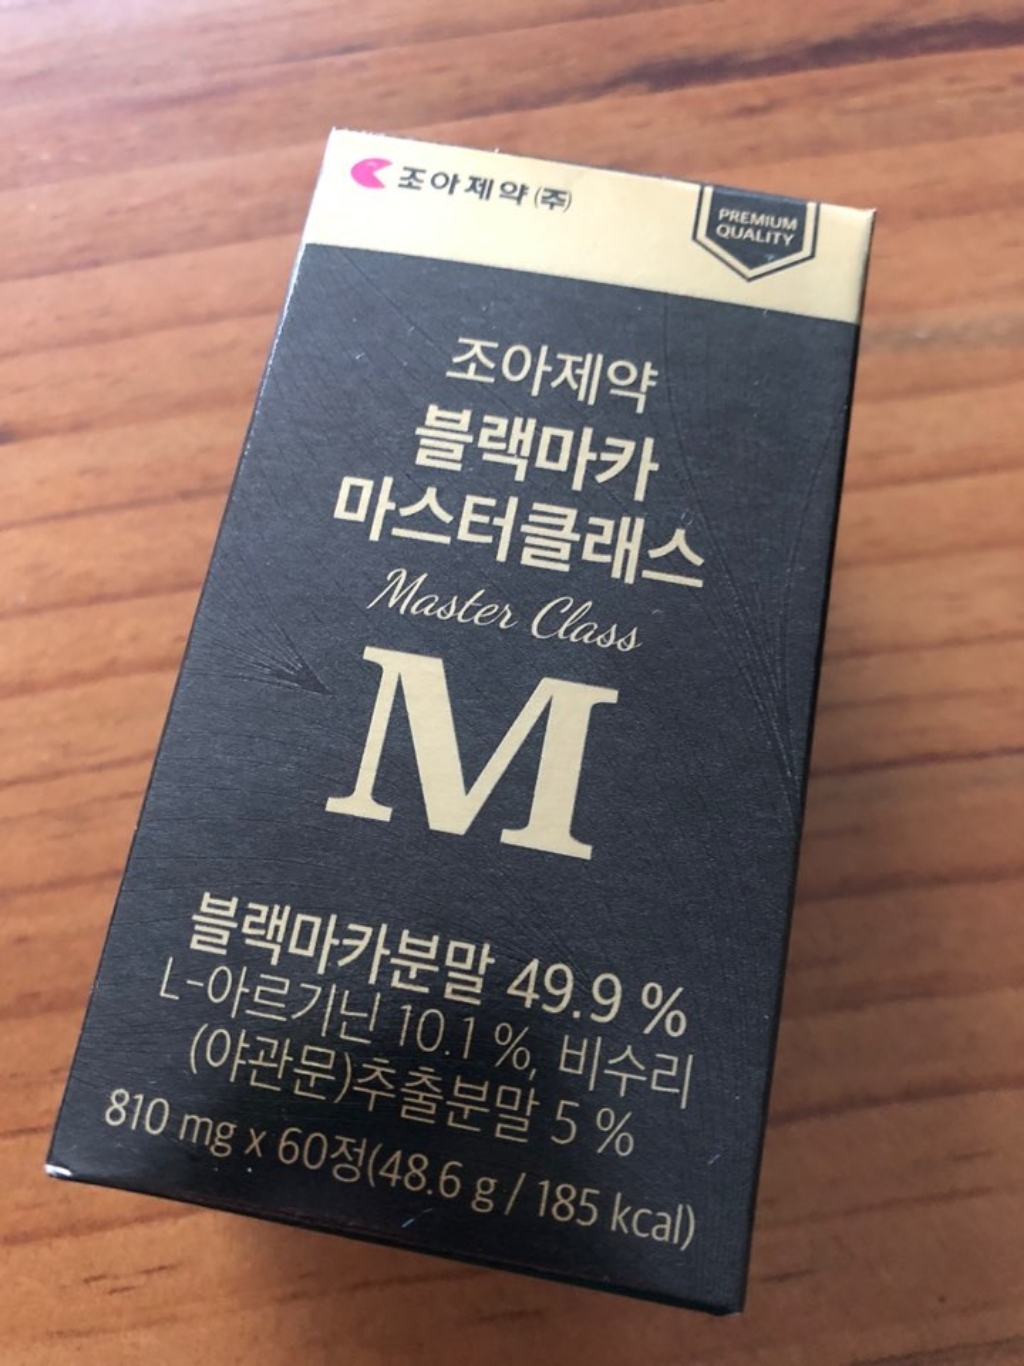 조아제약(주)
PREMIUM
QUALITY
조아제약
블랙마카
마스터클래스
Master Class
M
블랙마카분말 49.9 %
L-아르기닌 10.1 %, 비수리
(야관문)추출분말 5 %
810 mg x 60정(48.6 g / 185 kcal)